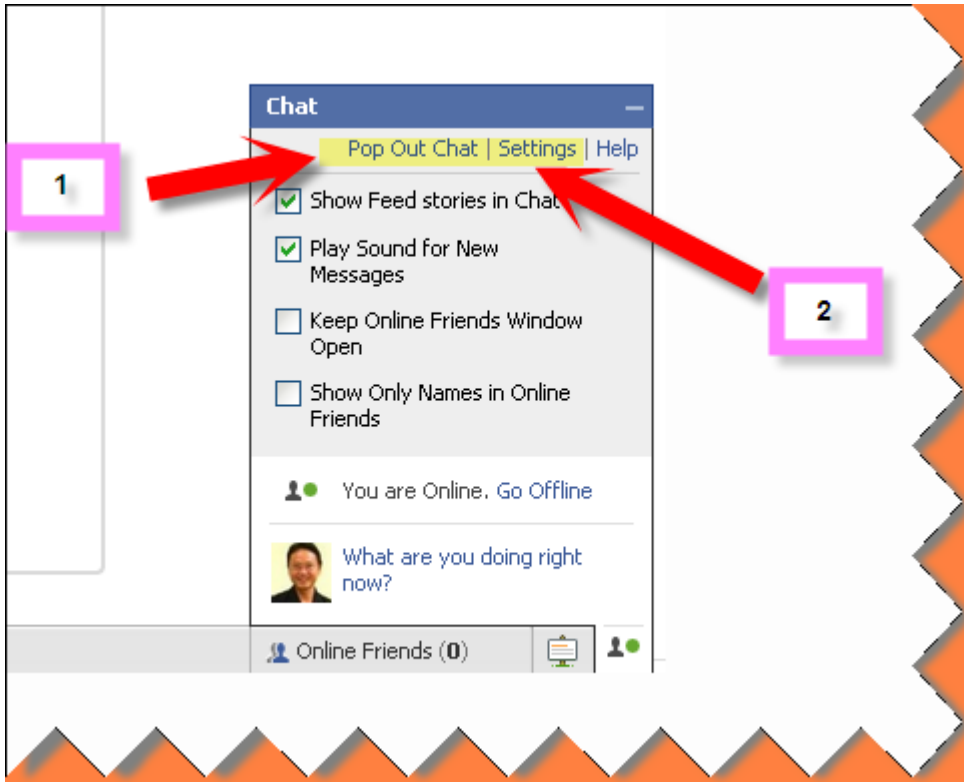 Chat
Pop Out Chat | Settings | Help
1
Show Feed stories in Chat
Play Sound for New
Messages
2
Keep Online Friends Window
Open
Show Only Names in Online
Friends
You are Online. Go Offline
What are you doing right
now?
Online Friends (0)